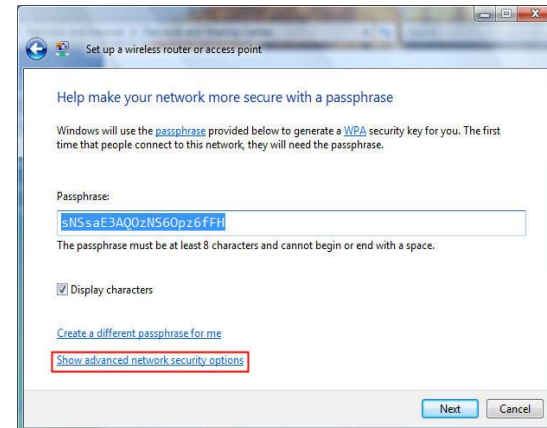 Set up a wireless router or access point
Help make your network more secure with a passphrase
Windows will use the passphrase provided below to generate a WPA security key for you. The first
time that people connect to this network, they will need the passphrase.
Passphrase:
sNSsaE3AQOzNS6Opz6fFH
The passphrase must be at least 8 characters and cannot begin or end with a space.
Display characters
Create a different passphrase for me
Show advanced network security options
Next Cancel